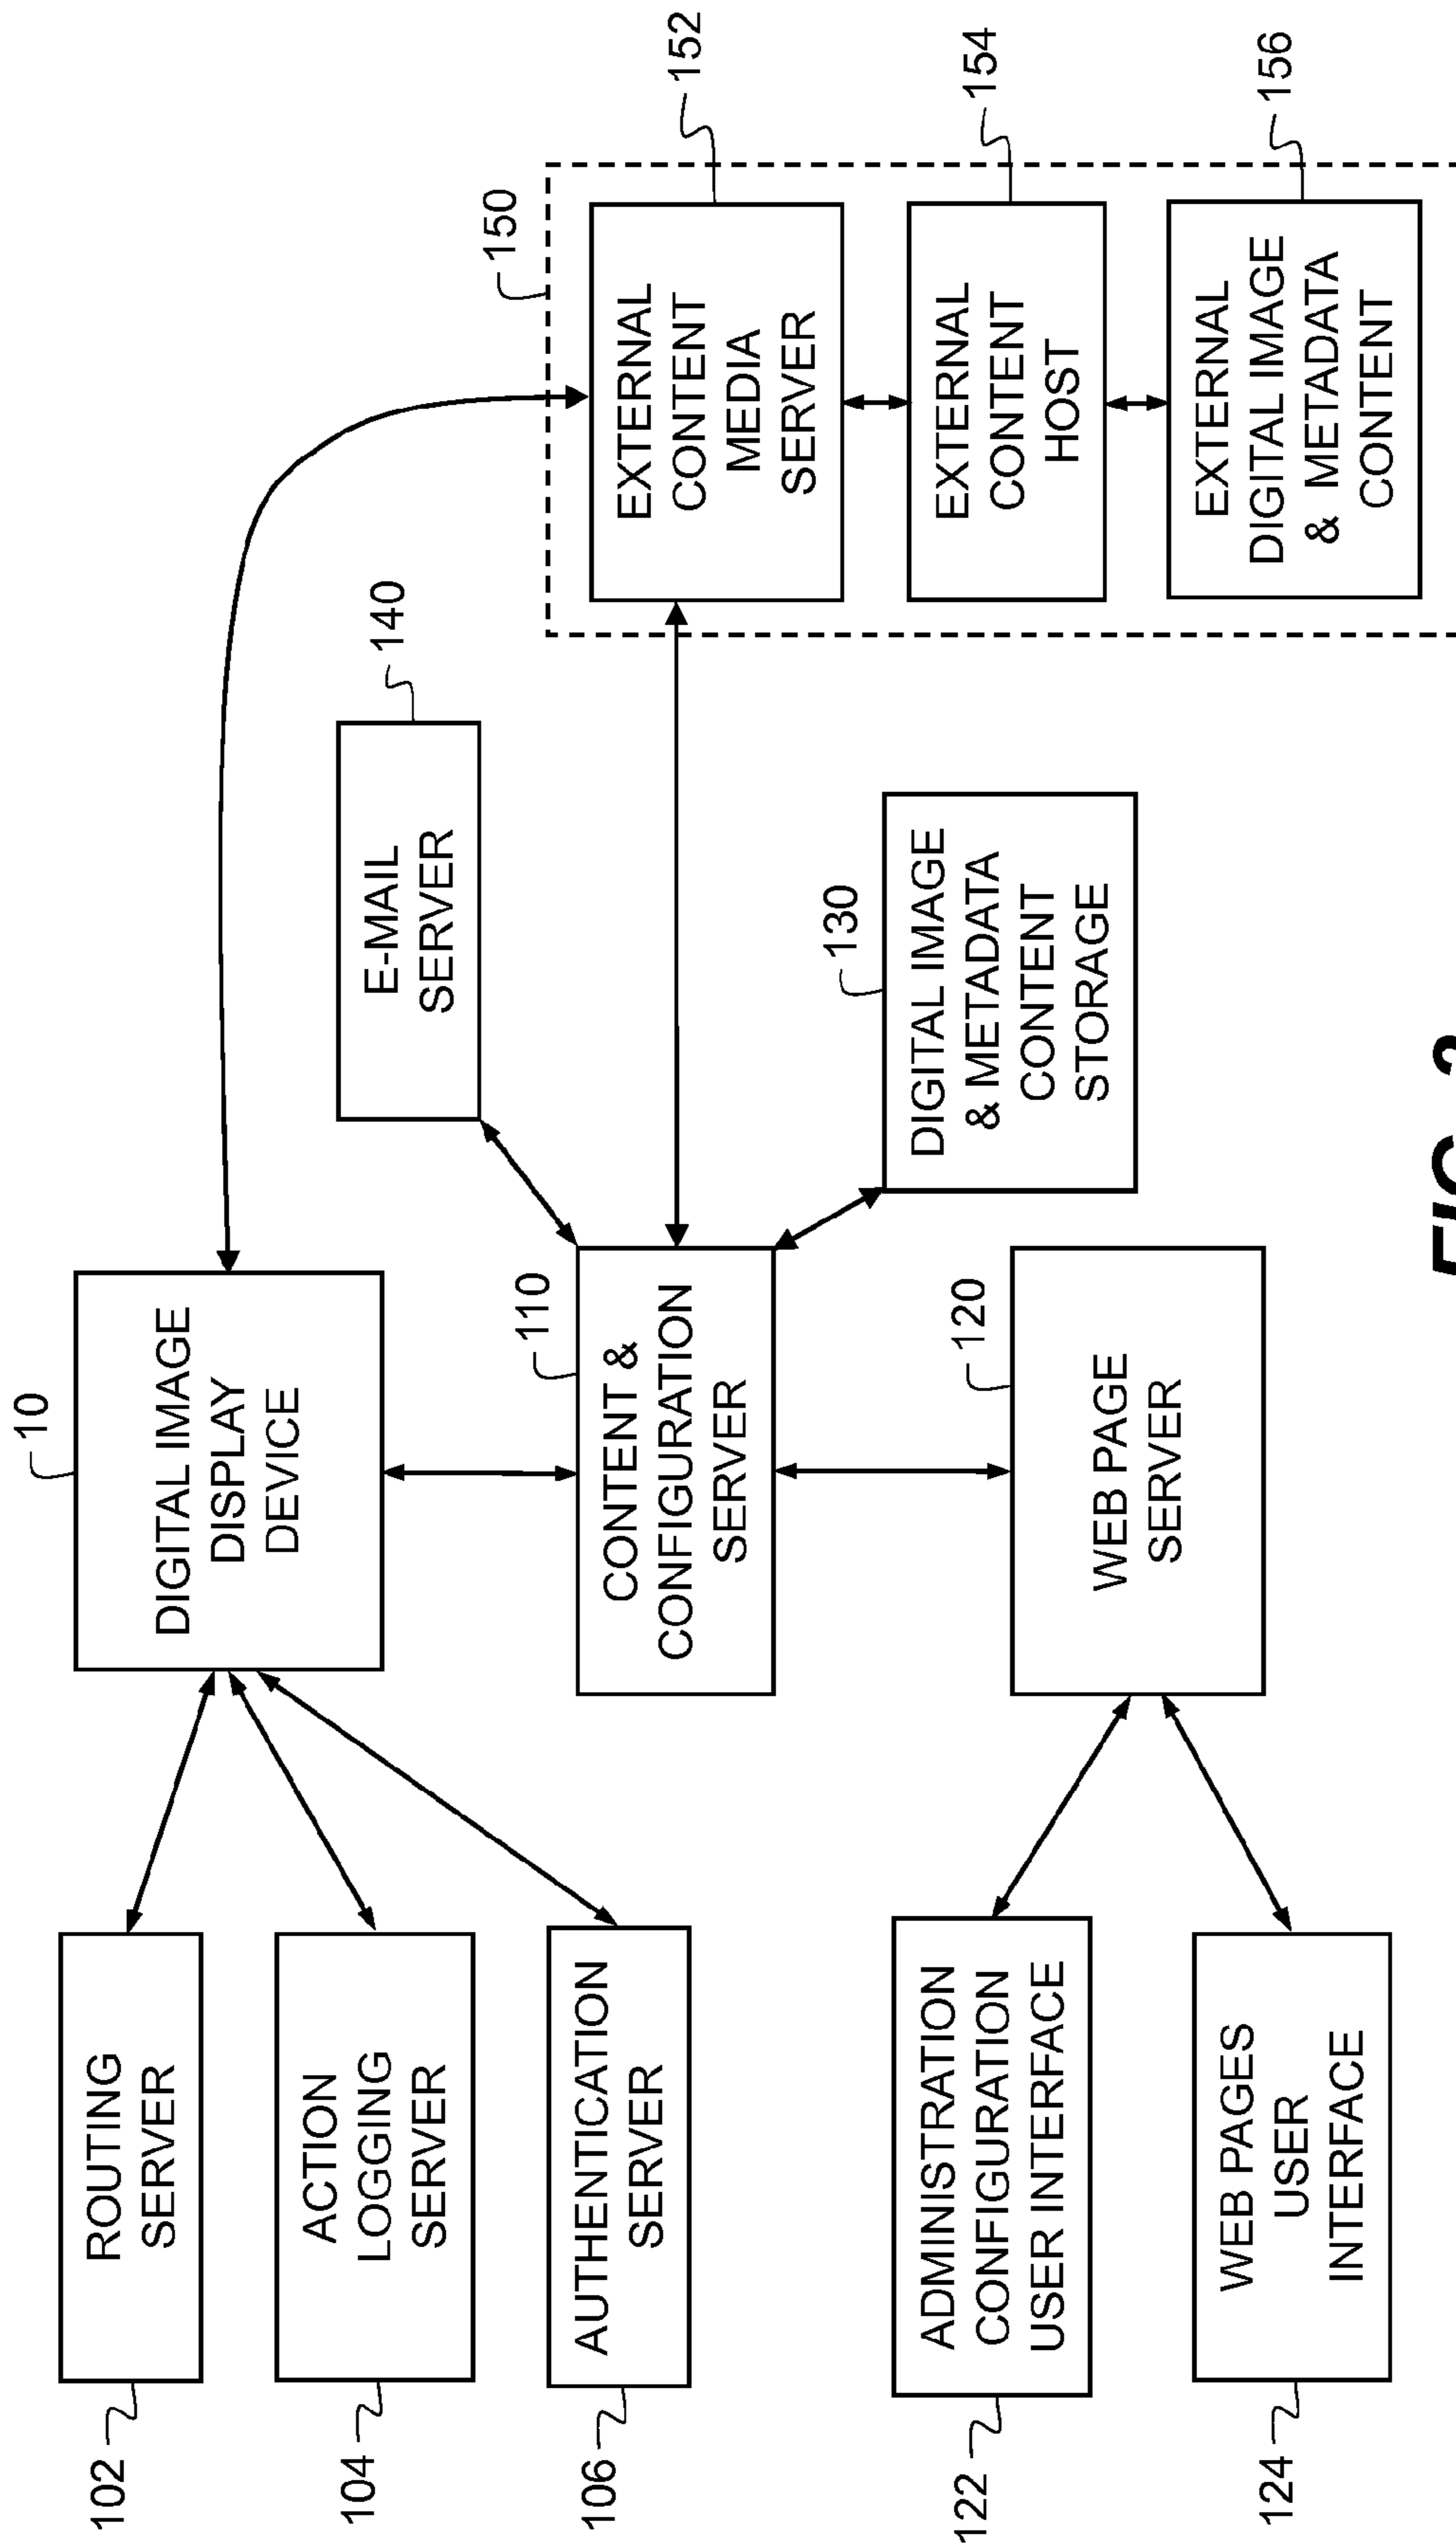 10
DIGITAL IMAGE
DISPLAY
DEVICE
102
ROUTING
SERVER
104
ACTION
LOGGING
SERVER
106
AUTHENTICATION
SERVER
110
CONTENT &
CONFIGURATION
SERVER
120
WEB PAGE
SERVER
122
ADMINISTRATION
CONFIGURATION
USER INTERFACE
124
WEB PAGES
USER
INTERFACE
130
DIGITAL IMAGE
& METADATA
CONTENT
STORAGE
140
E-MAIL
SERVER
150
152
EXTERNAL
CONTENT
MEDIA
SERVER
154
EXTERNAL
CONTENT
HOST
156
EXTERNAL
DIGITAL IMAGE
& METADATA
CONTENT
FIG.